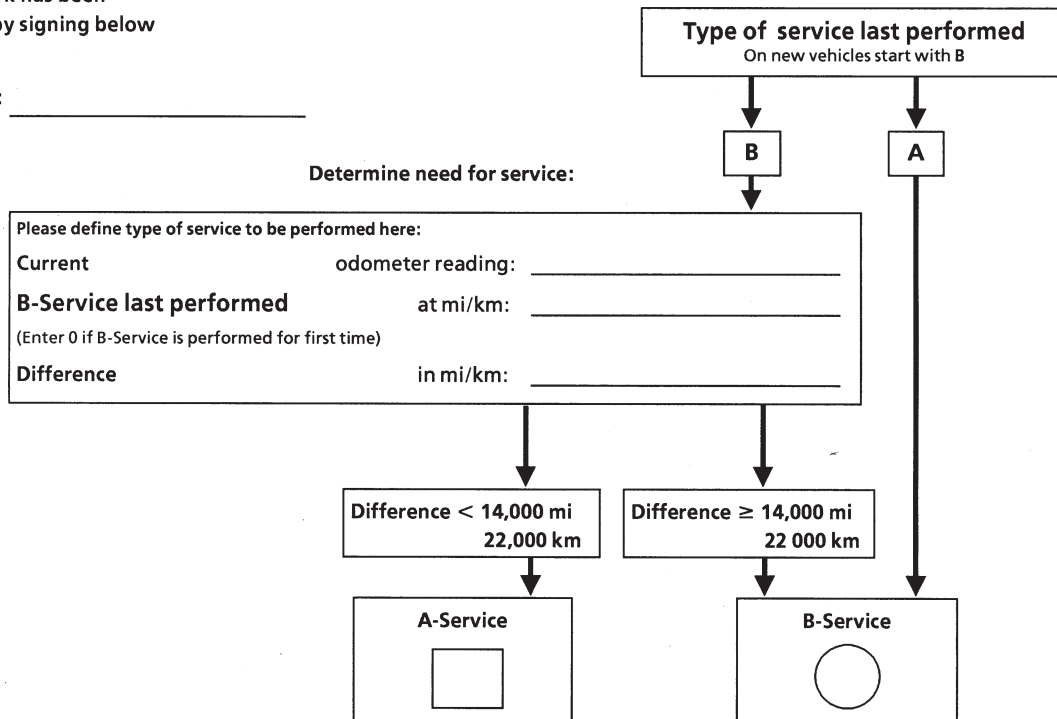 by signing below
Type of service last performed
On new vehicles start with B
B
A
Determine need for service:
Please define type of service to be performed here:
Current odometer reading:
B-Service last performed at mi/km:
(Enter 0 if B-Service is performed for first time)
Difference in mi/km:
Difference < 14,000 mi
22,000 km
Difference ≥ 14,000 mi
22 000 km
A-Service
B-Service